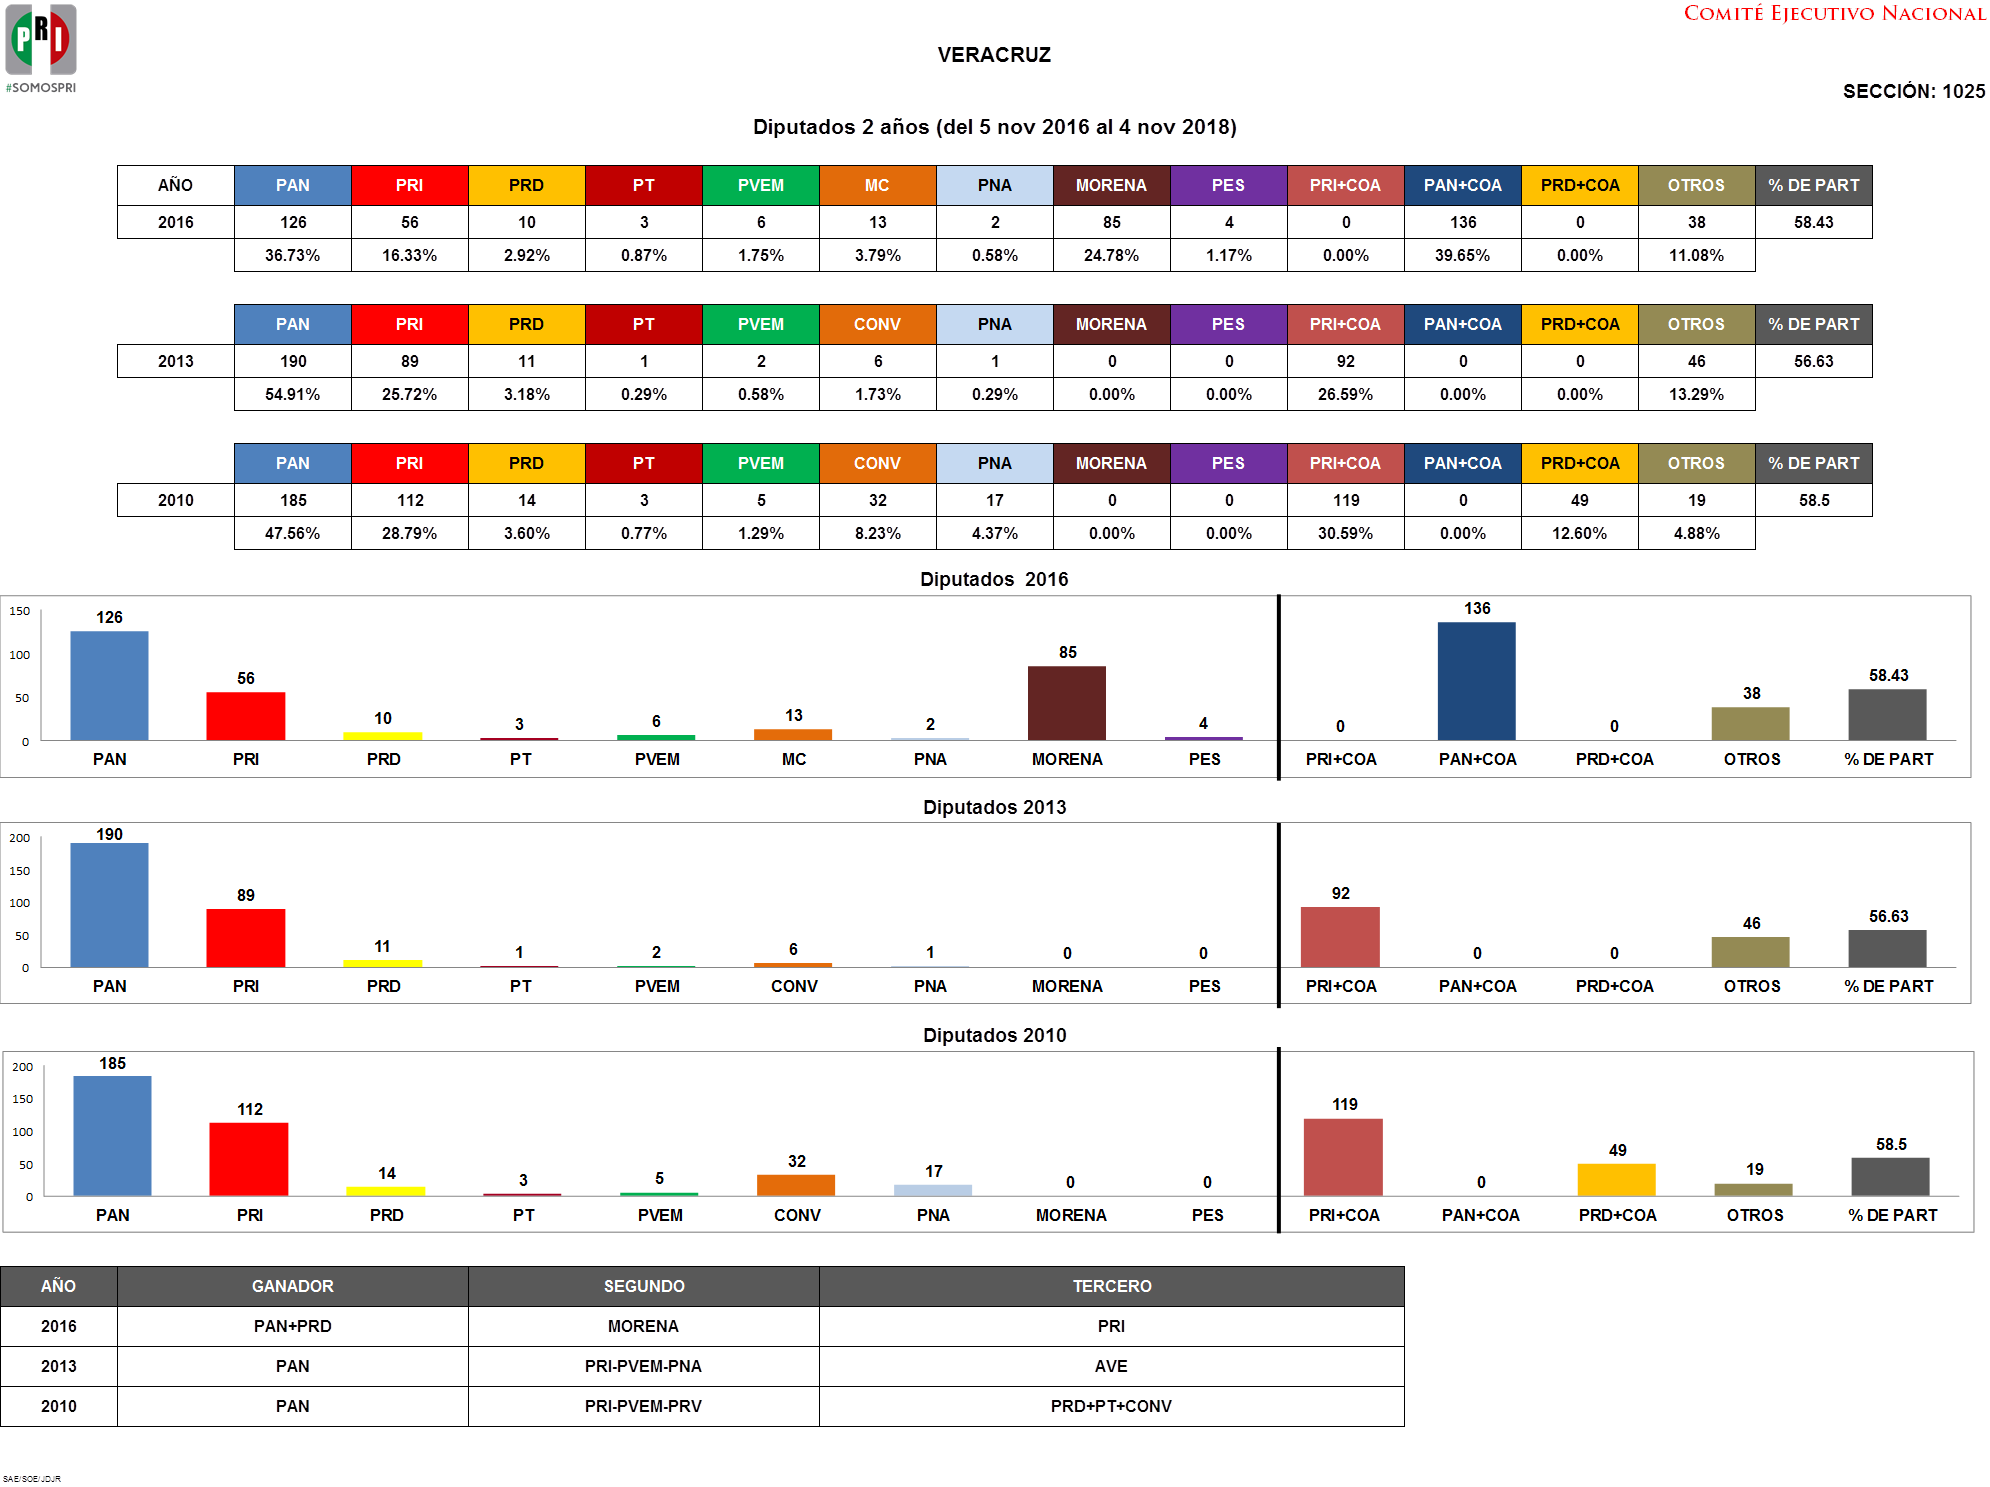 PRI
#SOMOSPRI
COMITÉ EJECUTIVO NACIONAL
VERACRUZ
SECCIÓN: 1025
Diputados 2 años (del 5 nov 2016 al 4 nov 2018)
AÑO PAN PRI PRD PT PVEM MC PNA MORENA PES PRI+COA PAN+COA PRD+COA OTROS % DE PART
2016 126 56 10 3 6 13 2 85 4 0 136 0 38 58.43
36.73% 16.33% 2.92% 0.87% 1.75% 3.79% 0.58% 24.78% 1.17% 0.00% 39.65% 0.00% 11.08%
PAN PRI PRD PT PVEM CONV PNA MORENA PES PRI+COA PAN+COA PRD+COA OTROS % DE PART
2013 190 89 11 1 2 6 1 0 0 92 0 0 46 56.63
54.91% 25.72% 3.18% 0.29% 0.58% 1.73% 0.29% 0.00% 0.00% 26.59% 0.00% 0.00% 13.29%
PAN PRI PRD PT PVEM CONV PNA MORENA PES PRI+COA PAN+COA PRD+COA OTROS % DE PART
2010 185 112 14 3 5 32 17 0 0 119 0 49 19 58.5
47.56% 28.79% 3.60% 0.77% 1.29% 8.23% 4.37% 0.00% 0.00% 30.59% 0.00% 12.60% 4.88%
Diputados 2016
150
100
50
0
126 56 10 3 6 13 2 85 4 0 136 0 38 58.43
PAN PRI PRD PT PVEM MC PNA MORENA PES PRI+COA PAN+COA PRD+COA OTROS % DE PART
Diputados 2013
200
150
100
50
0
190 89 11 1 2 6 1 0 0 92 0 0 46 56.63
PAN PRI PRD PT PVEM CONV PNA MORENA PES PRI+COA PAN+COA PRD+COA OTROS % DE PART
Diputados 2010
200
150
100
50
0
185 112 14 3 5 32 17 0 0 119 0 49 19 58.5
PAN PRI PRD PT PVEM CONV PNA MORENA PES PRI+COA PAN+COA PRD+COA OTROS % DE PART
AÑO GANADOR SEGUNDO TERCERO
2016 PAN+PRD MORENA PRI
2013 PAN PRI-PVEM-PNA AVE
2010 PAN PRI-PVEM-PRV PRD+PT+CONV
SAE/SOE/JDJR